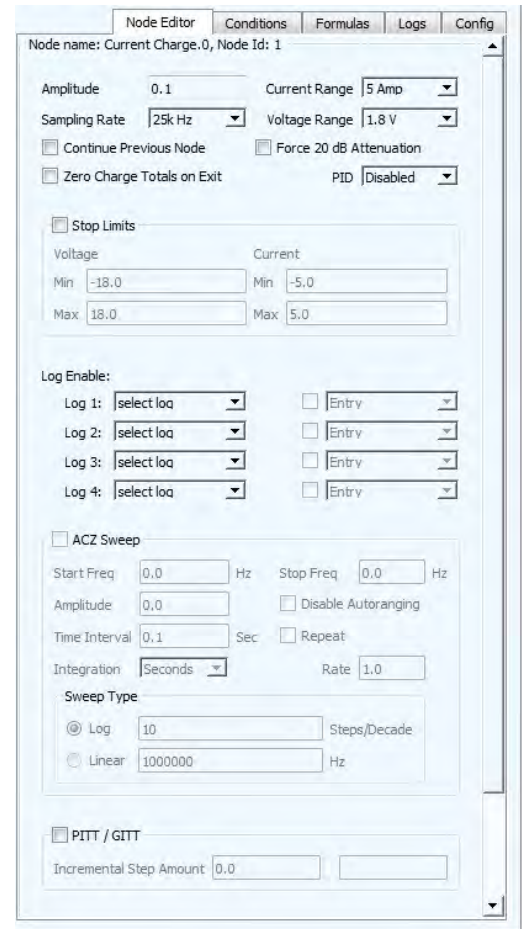 Node Editor Conditions Formulas Logs Config
Node name: Current Charge.0, Node Id: 1
Amplitude 0.1 Current Range 5 Amp
Sampling Rate 25k Hz Voltage Range 1.8 V
Continue Previous Node Force 20 dB Attenuation
Zero Charge Totals on Exit PID Disabled
Stop Limits
Voltage Current
Min -18.0 Min -5.0
Max 18.0 Max 5.0
Log Enable:
Log 1: select log Entry
Log 2: select log Entry
Log 3: select log Entry
Log 4: select log Entry
ACZ Sweep
Start Freq 0.0 Hz Stop Freq 0.0 Hz
Amplitude 0.0 Disable Autoranging
Time Interval 0.1 Sec Repeat
Integration Seconds Rate 1.0
Sweep Type
Log 10 Steps/Decade
Linear 1000000 Hz
PITT / GITT
Incremental Step Amount 0.0